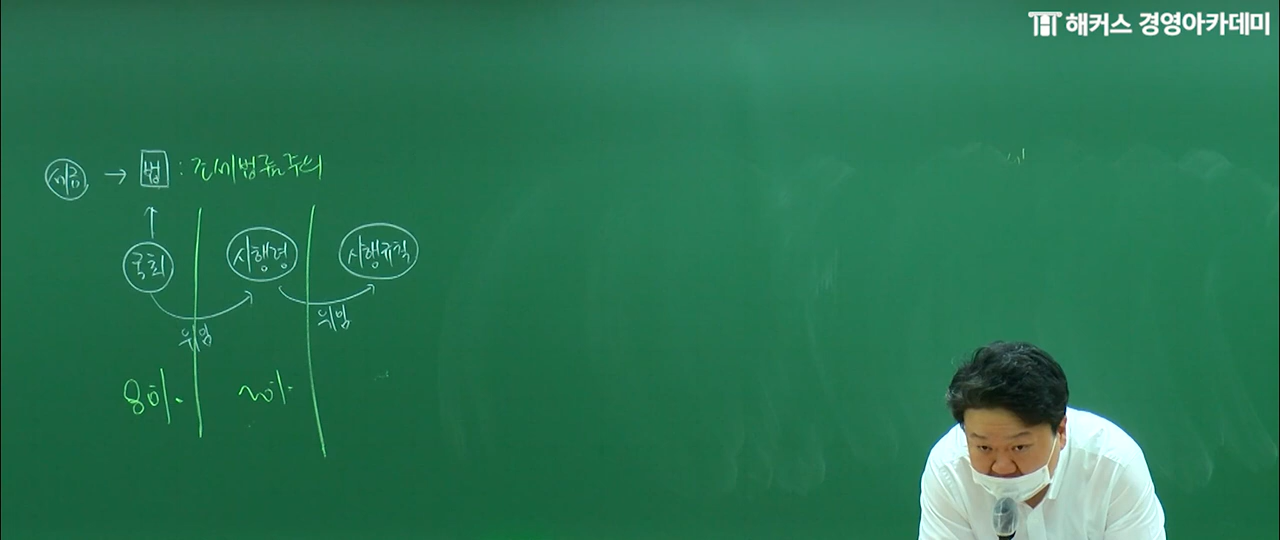 해커스 경영아카데미
세금 → 법 : 조세법률주의
국회 시행령 시행규칙
위임 위임
80%. 20%.